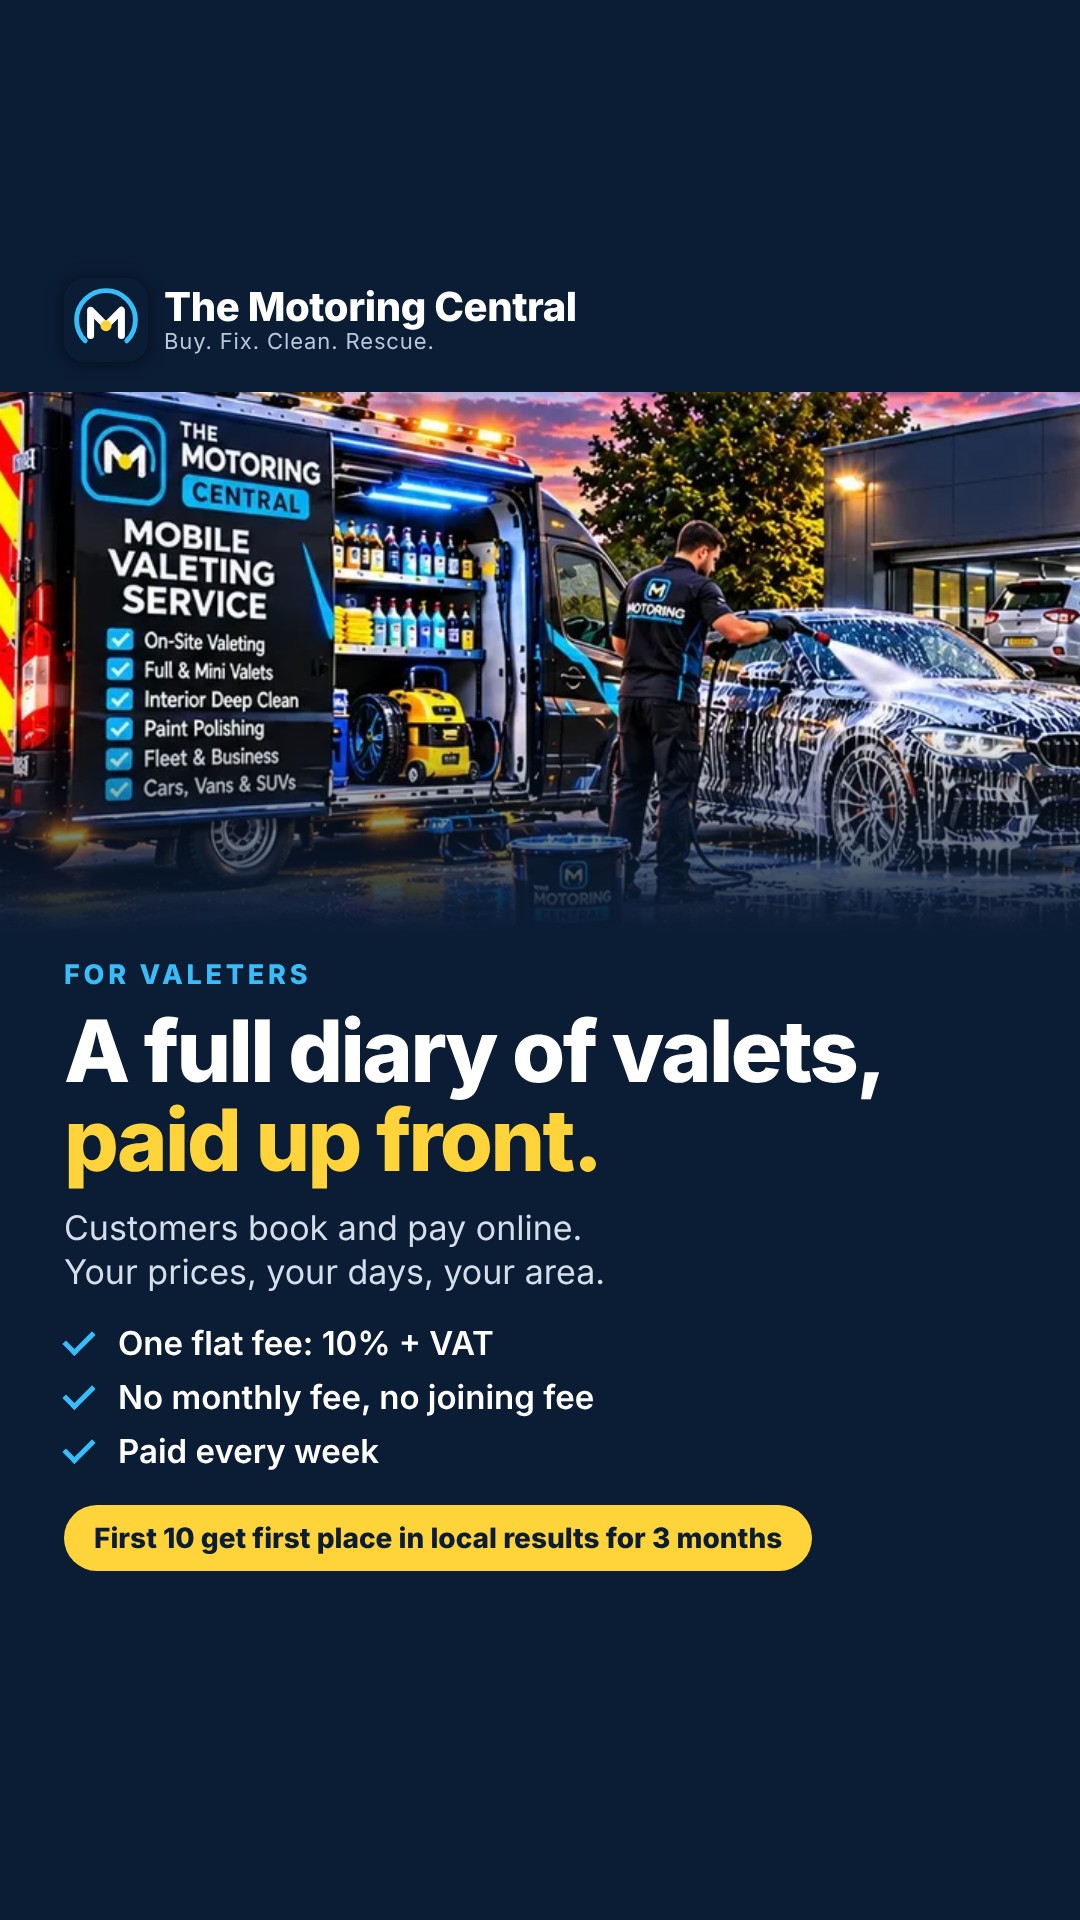 The Motoring Central
Buy. Fix. Clean. Rescue.
THE
MOTORING
CENTRAL
MOBILE
VALETING
SERVICE
On-Site Valeting
Full & Mini Valets
Interior Deep Clean
Paint Polishing
Fleet & Business
Cars, Vans & SUVs
MOTORING
MOTORING
CENTRAL
FOR VALETERS
A full diary of valets,
paid up front.
Customers book and pay online.
Your prices, your days, your area.
One flat fee: 10% + VAT
No monthly fee, no joining fee
Paid every week
First 10 get first place in local results for 3 months